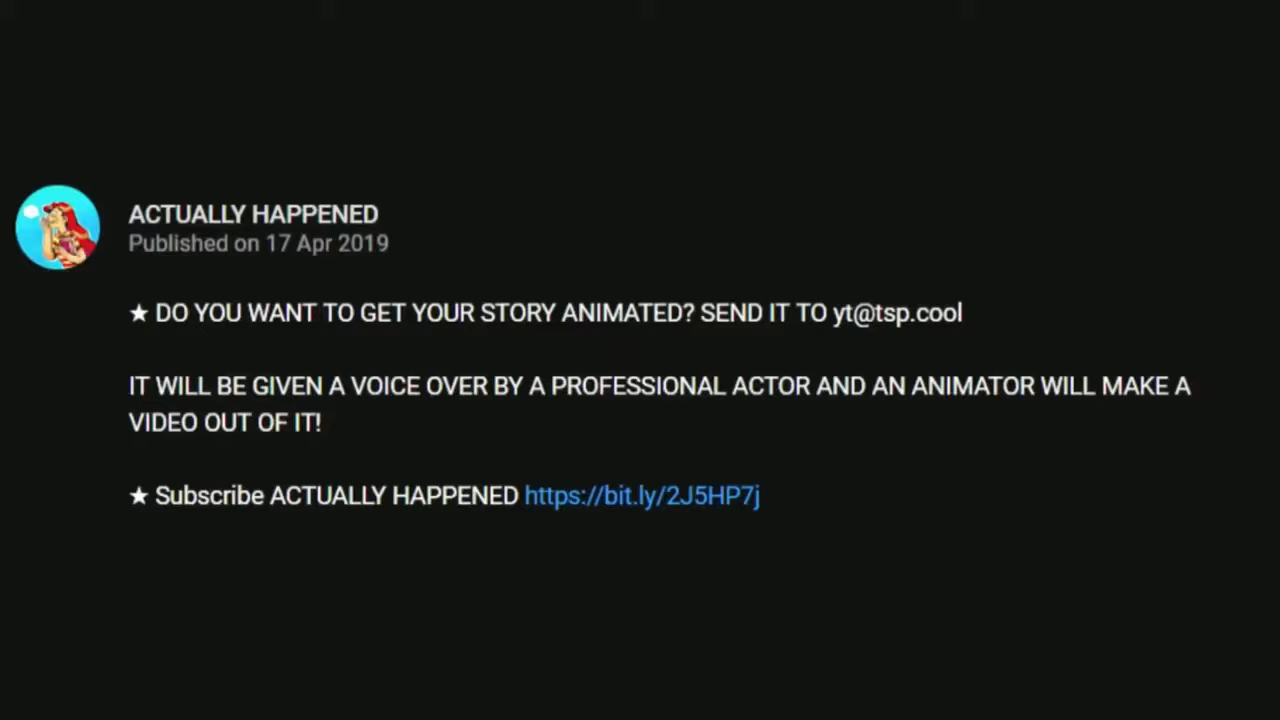 ACTUALLY HAPPENED
Published on 17 Apr 2019
★ DO YOU WANT TO GET YOUR STORY ANIMATED? SEND IT TO yt@tsp.cool
IT WILL BE GIVEN A VOICE OVER BY A PROFESSIONAL ACTOR AND AN ANIMATOR WILL MAKE A
VIDEO OUT OF IT!
★ Subscribe ACTUALLY HAPPENED https://bit.ly/2J5HP7j